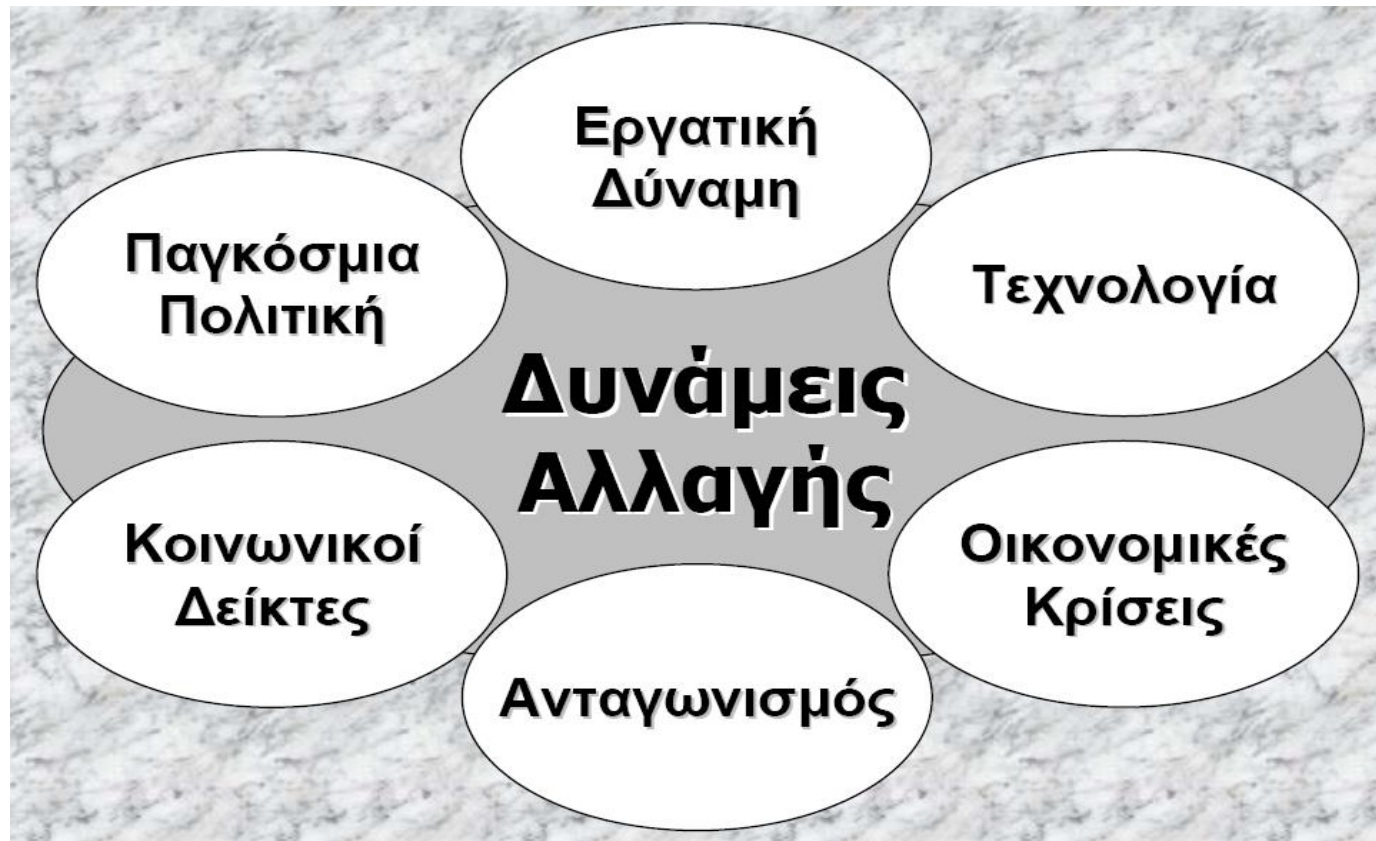 Εργατική
Δύναμη
Παγκόσμια
Πολιτική
Τεχνολογία
Δυνάμεις
Αλλαγής
Κοινωνικοί
Δείκτες
Οικονομικές
Κρίσεις
Ανταγωνισμός